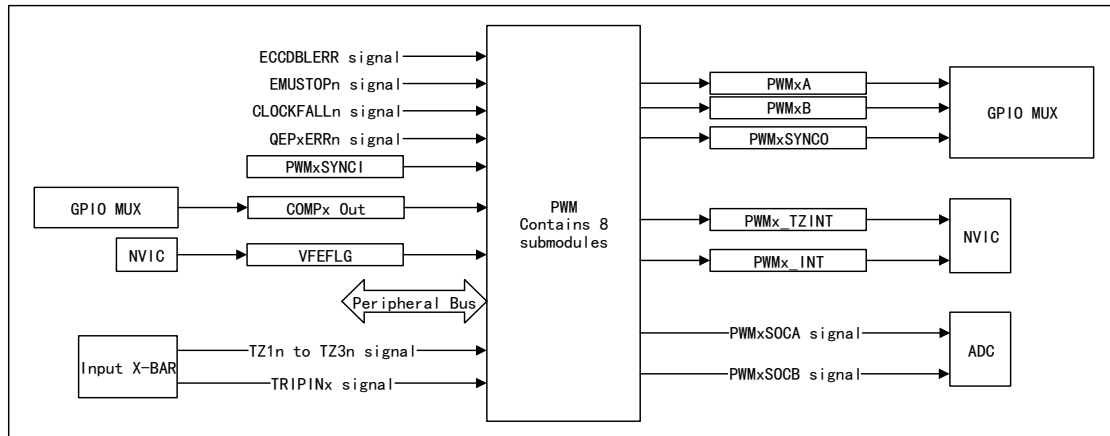 ECCDBLERR signal
EMUSTOPn signal
CLOCKFALLn signal
QEPxERRn signal
PWMxSYNCI
GPIO MUX
COMPx Out
NVIC
VFEFLG
Peripheral Bus
Input X-BAR
TZ1n to TZ3n signal
TRIPINx signal
PWM
Contains 8
submodules
PWMxA
PWMxB
PWMxSYNCO
GPIO MUX
PWMx_TZINT
PWMx_INT
NVIC
PWMxSOCA signal
PWMxSOCB signal
ADC